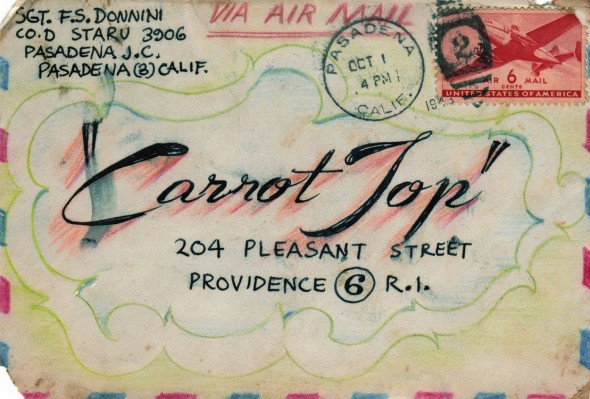 SGT. F.S. DONNINI
CO.D STARU 3906
PASADENA J.C.
PASADENA (8) CALIF.
VIA AIR MAIL
PASADENA
OCT 1
4 PM
1943
CALIF.
2
AIR 6 MAIL
CENTS
UNITED STATES OF AMERICA
"Carrot Top"
204 PLEASANT STREET
PROVIDENCE 6 R.I.